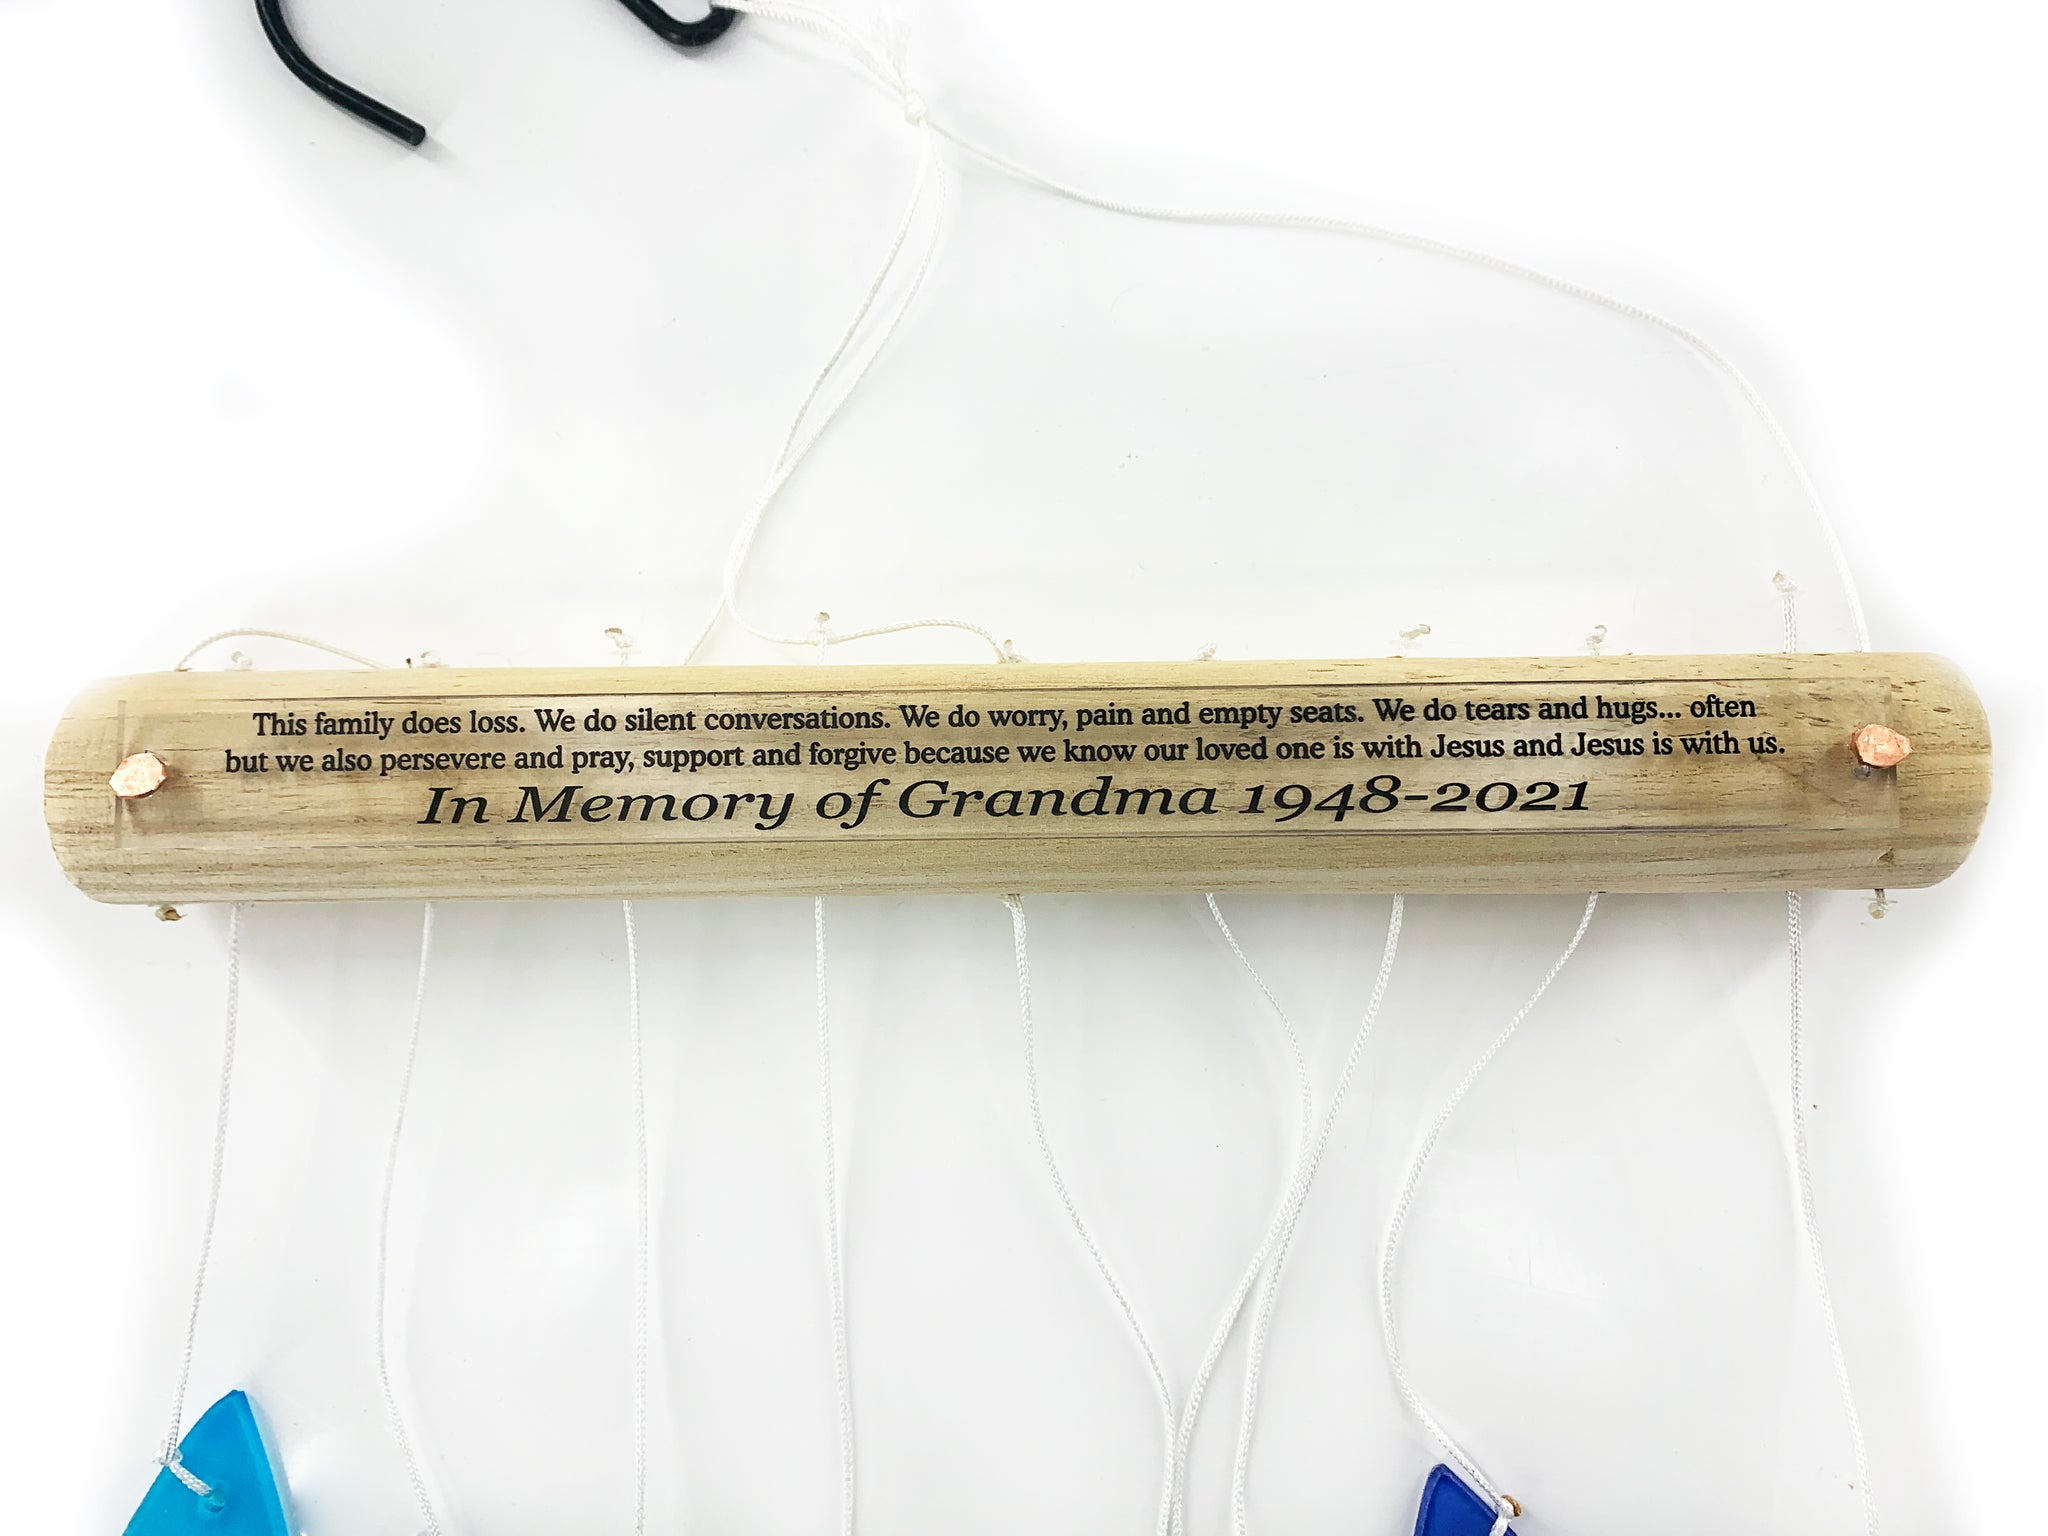 This family does loss. We do silent conversations. We do worry, pain and empty seats. We do tears and hugs... often
but we also persevere and pray, support and forgive because we know our loved one is with Jesus and Jesus is with us.
In Memory of Grandma 1948-2021